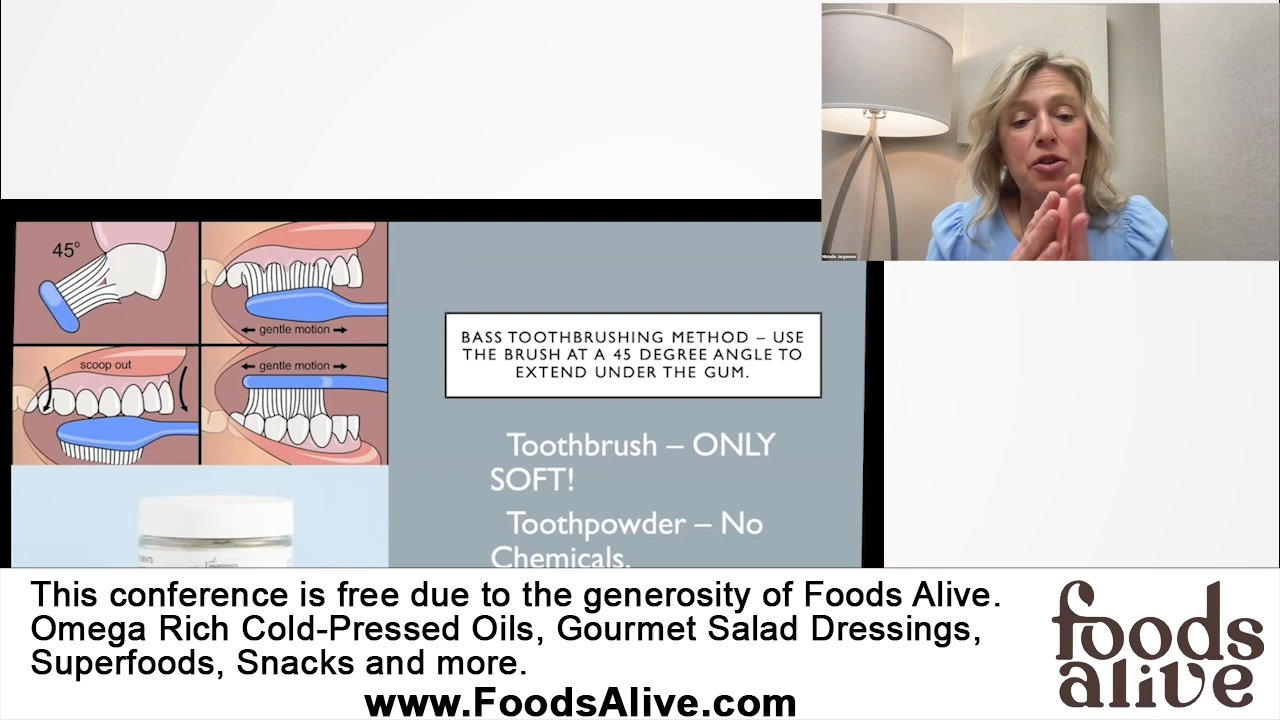 Michelle Jorgensen
45°
← gentle motion →
scoop out
← gentle motion →
BASS TOOTHBRUSHING METHOD – USE
THE BRUSH AT A 45 DEGREE ANGLE TO
EXTEND UNDER THE GUM.
Toothbrush – ONLY
SOFT!
Toothpowder – No
Chemicals.
This conference is free due to the generosity of Foods Alive.
Omega Rich Cold-Pressed Oils, Gourmet Salad Dressings,
Superfoods, Snacks and more.
www.FoodsAlive.com
foods
alive